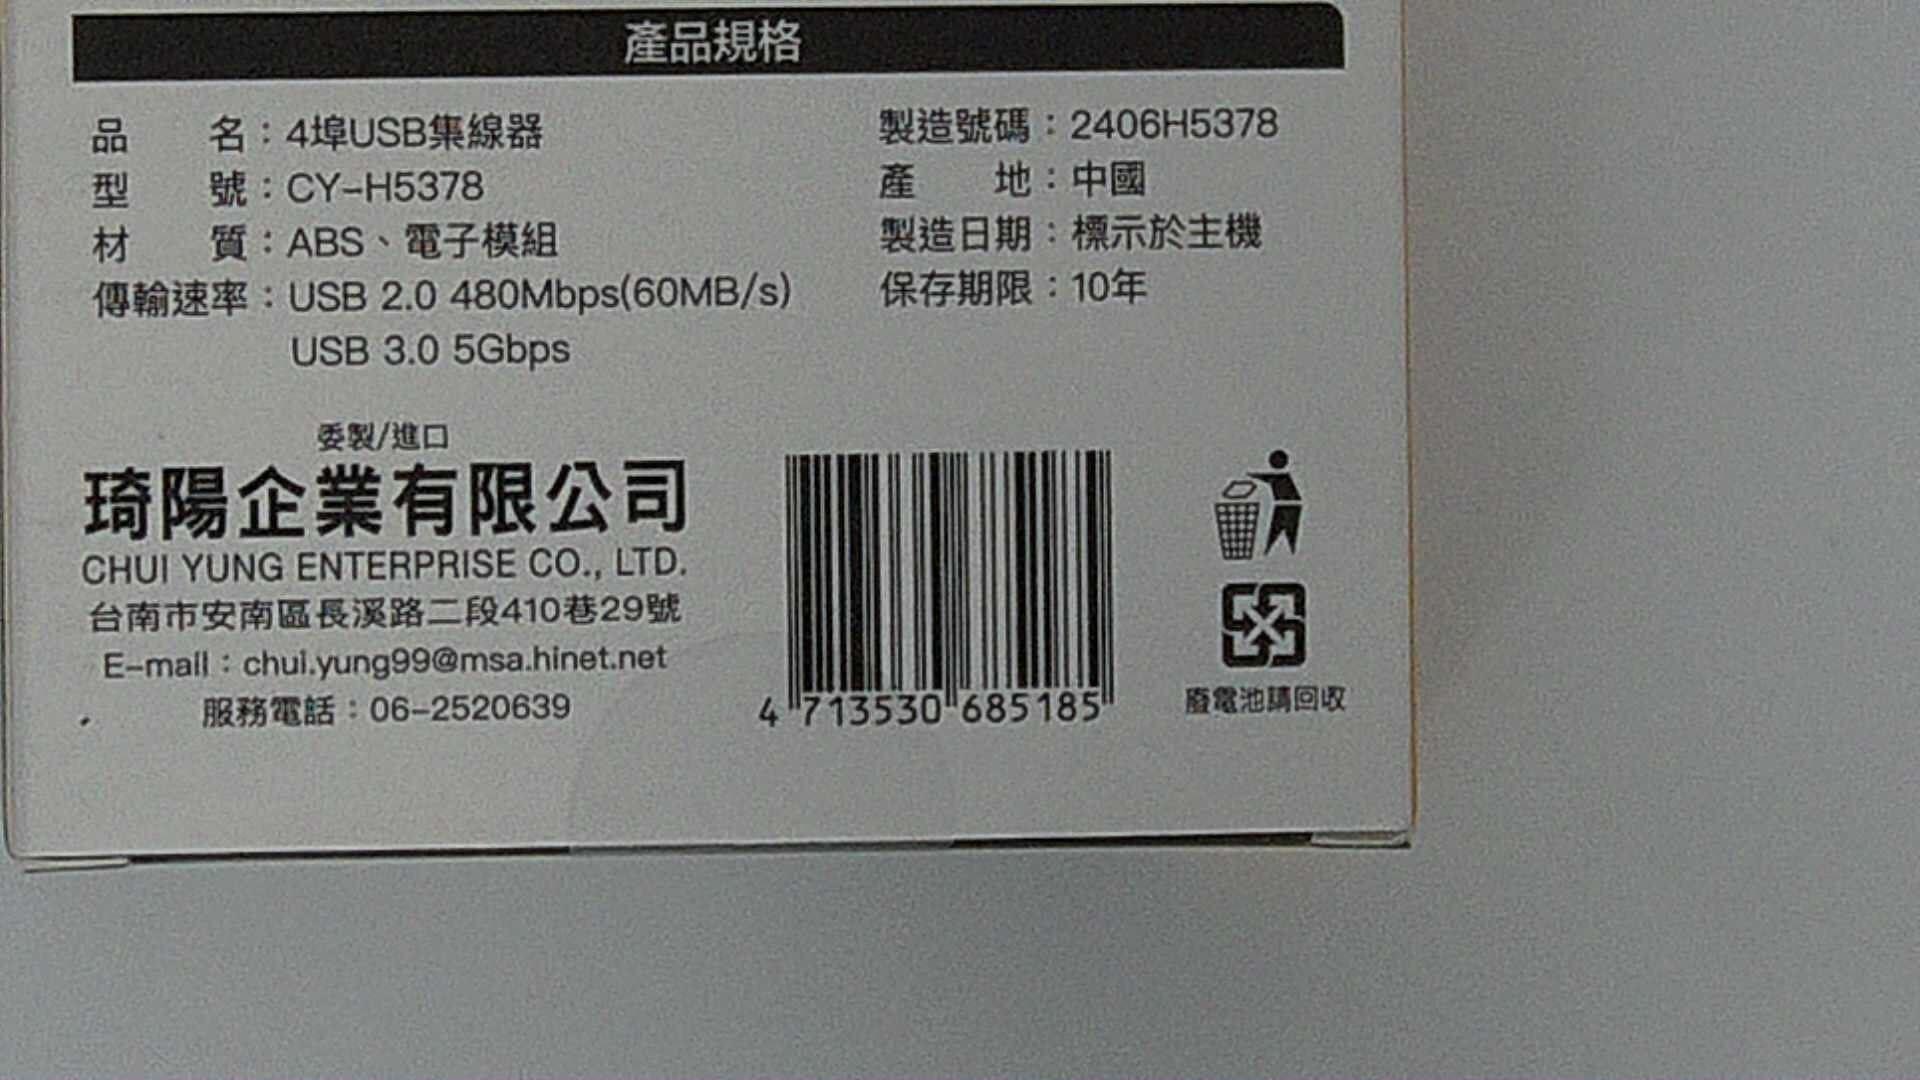 產品規格
品 名：4埠USB集線器
型 號：CY-H5378
材 質：ABS、電子模組
傳輸速率：USB 2.0 480Mbps(60MB/s)
USB 3.0 5Gbps
製造號碼：2406H5378
產 地：中國
製造日期：標示於主機
保存期限：10年
委製/進口
琦陽企業有限公司
CHUI YUNG ENTERPRISE CO., LTD.
台南市安南區長溪路二段410巷29號
E-mail：chui.yung99@msa.hinet.net
服務電話：06-2520639
4 713530 685185
廢電池請回收